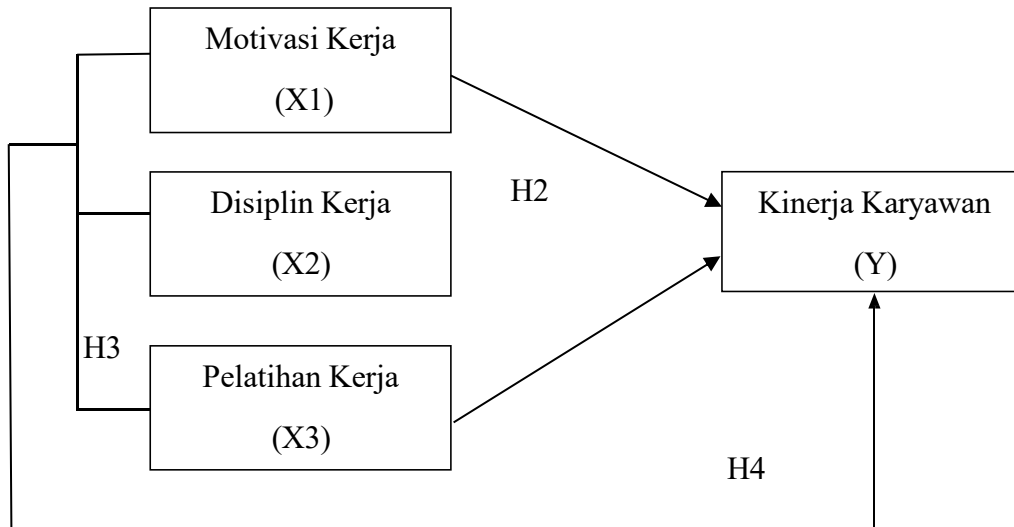 Motivasi Kerja
(X1)
H2
Disiplin Kerja
(X2)
Kinerja Karyawan
(Y)
H3
Pelatihan Kerja
(X3)
H4